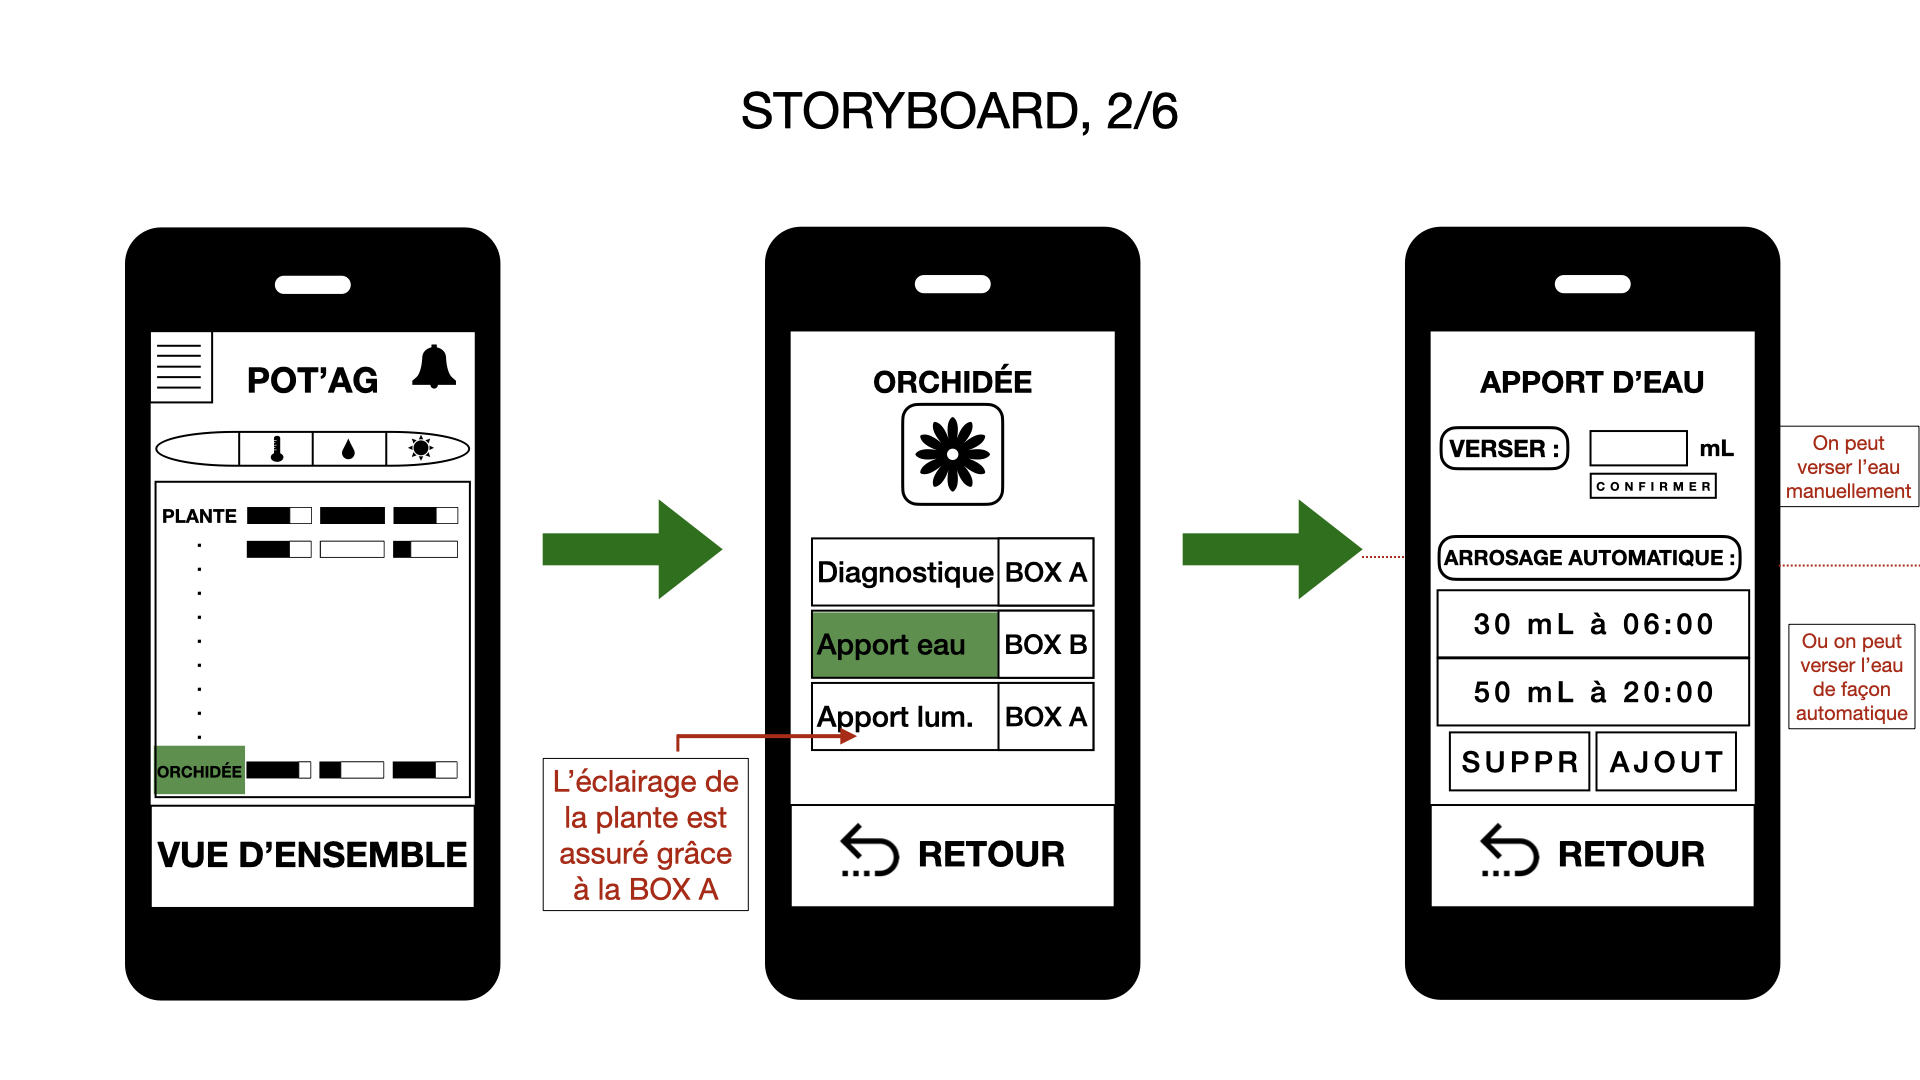 STORYBOARD, 2/6
POT’AG
PLANTE
ORCHIDÉE
VUE D’ENSEMBLE
L’éclairage de
la plante est
assuré grâce
à la BOX A
ORCHIDÉE
Diagnostique BOX A
Apport eau BOX B
Apport lum. BOX A
RETOUR
APPORT D’EAU
VERSER : mL
CONFIRMER
ARROSAGE AUTOMATIQUE :
30 mL à 06:00
50 mL à 20:00
SUPPR AJOUT
RETOUR
On peut
verser l’eau
manuellement
Ou on peut
verser l’eau
de façon
automatique